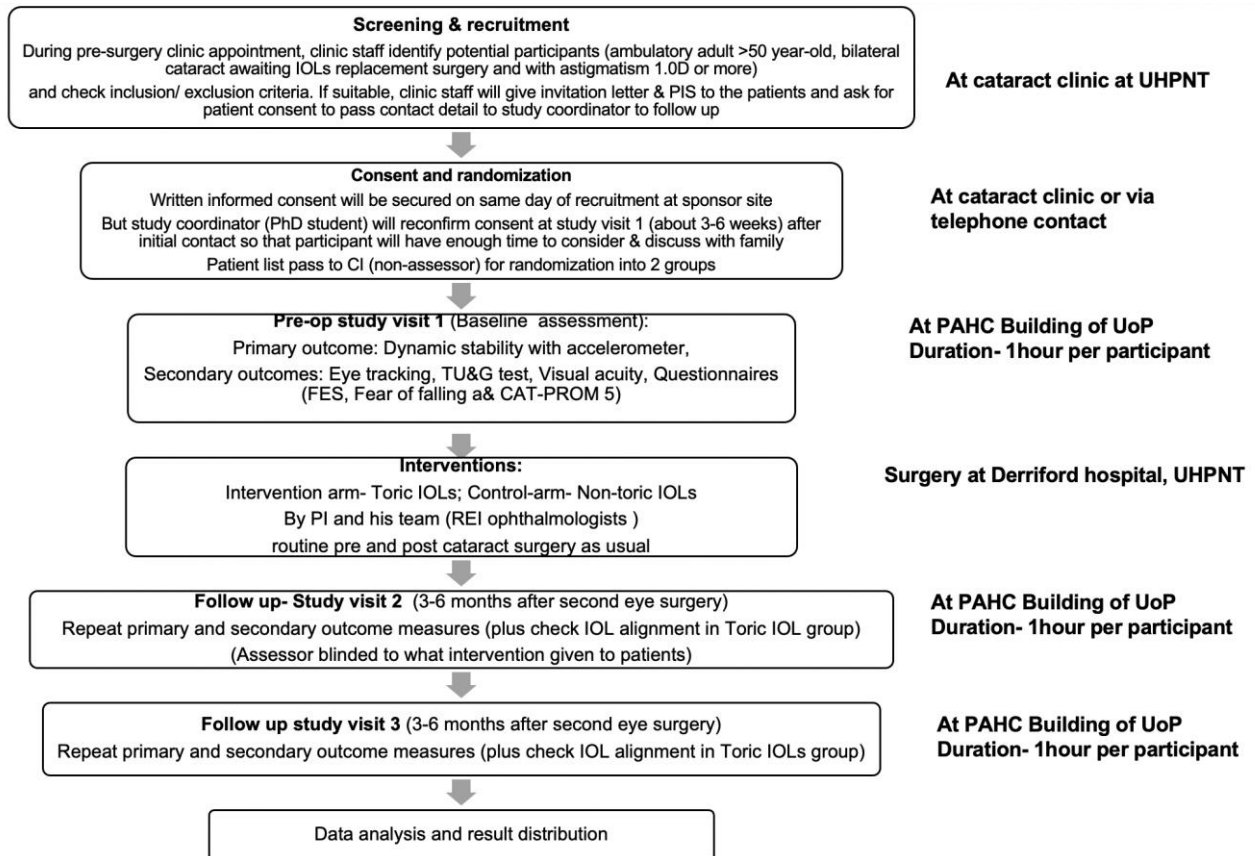 Screening & recruitment
During pre-surgery clinic appointment, clinic staff identify potential participants (ambulatory adult >50 year-old, bilateral
cataract awaiting IOLs replacement surgery and with astigmatism 1.0D or more)
and check inclusion/ exclusion criteria. If suitable, clinic staff will give invitation letter & PIS to the patients and ask for
patient consent to pass contact detail to study coordinator to follow up
At cataract clinic at UHPNT
Consent and randomization
Written informed consent will be secured on same day of recruitment at sponsor site
But study coordinator (PhD student) will reconfirm consent at study visit 1 (about 3-6 weeks) after
initial contact so that participant will have enough time to consider & discuss with family
Patient list pass to CI (non-assessor) for randomization into 2 groups
At cataract clinic or via
telephone contact
Pre-op study visit 1 (Baseline assessment):
Primary outcome: Dynamic stability with accelerometer,
Secondary outcomes: Eye tracking, TU&G test, Visual acuity, Questionnaires
(FES, Fear of falling a& CAT-PROM 5)
At PAHC Building of UoP
Duration- 1hour per participant
Interventions:
Intervention arm- Toric IOLs; Control-arm- Non-toric IOLs
By PI and his team (REI ophthalmologists )
routine pre and post cataract surgery as usual
Surgery at Derriford hospital, UHPNT
Follow up- Study visit 2 (3-6 months after second eye surgery)
Repeat primary and secondary outcome measures (plus check IOL alignment in Toric IOL group)
(Assessor blinded to what intervention given to patients)
At PAHC Building of UoP
Duration- 1hour per participant
Follow up study visit 3 (3-6 months after second eye surgery)
Repeat primary and secondary outcome measures (plus check IOL alignment in Toric IOLs group)
At PAHC Building of UoP
Duration- 1hour per participant
Data analysis and result distribution